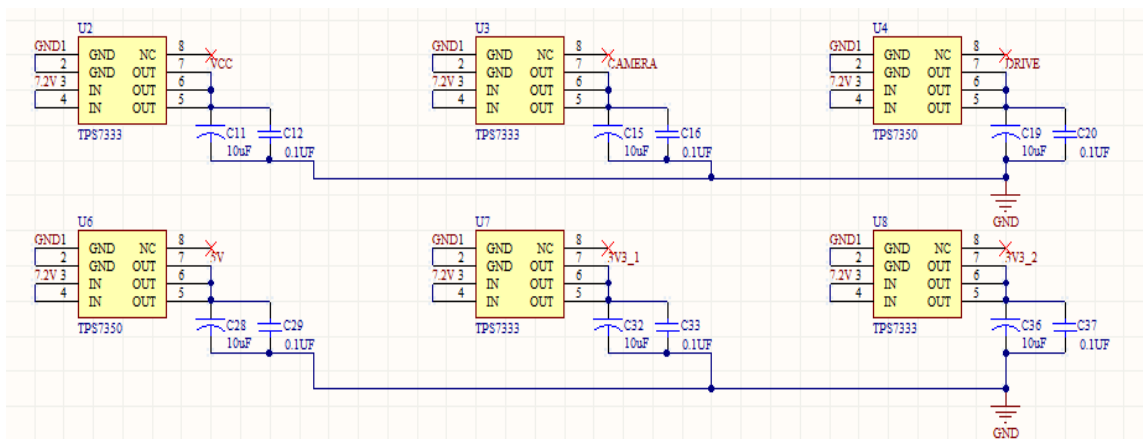 U2 U3 U4
GND1 GND NC 8 VCC GND1 GND NC 8 CAMERA GND1 GND NC 8 DRIVE
2 GND OUT 7 2 GND OUT 7 2 GND OUT 7
7.2V 3 IN OUT 6 7.2V 3 IN OUT 6 7.2V 3 IN OUT 6
4 IN OUT 5 4 IN OUT 5 4 IN OUT 5
TPS7333 C11 C12 TPS7333 C15 C16 TPS7350 C19 C20
10uF 0.1UF 10uF 0.1UF 10uF 0.1UF
GND
U6 U7 U8
GND1 GND NC 8 5V GND1 GND NC 8 3V3_1 GND1 GND NC 8 3V3_2
2 GND OUT 7 2 GND OUT 7 2 GND OUT 7
7.2V 3 IN OUT 6 7.2V 3 IN OUT 6 7.2V 3 IN OUT 6
4 IN OUT 5 4 IN OUT 5 4 IN OUT 5
TPS7350 C28 C29 TPS7333 C32 C33 TPS7333 C36 C37
10uF 0.1UF 10uF 0.1UF 10uF 0.1UF
GND